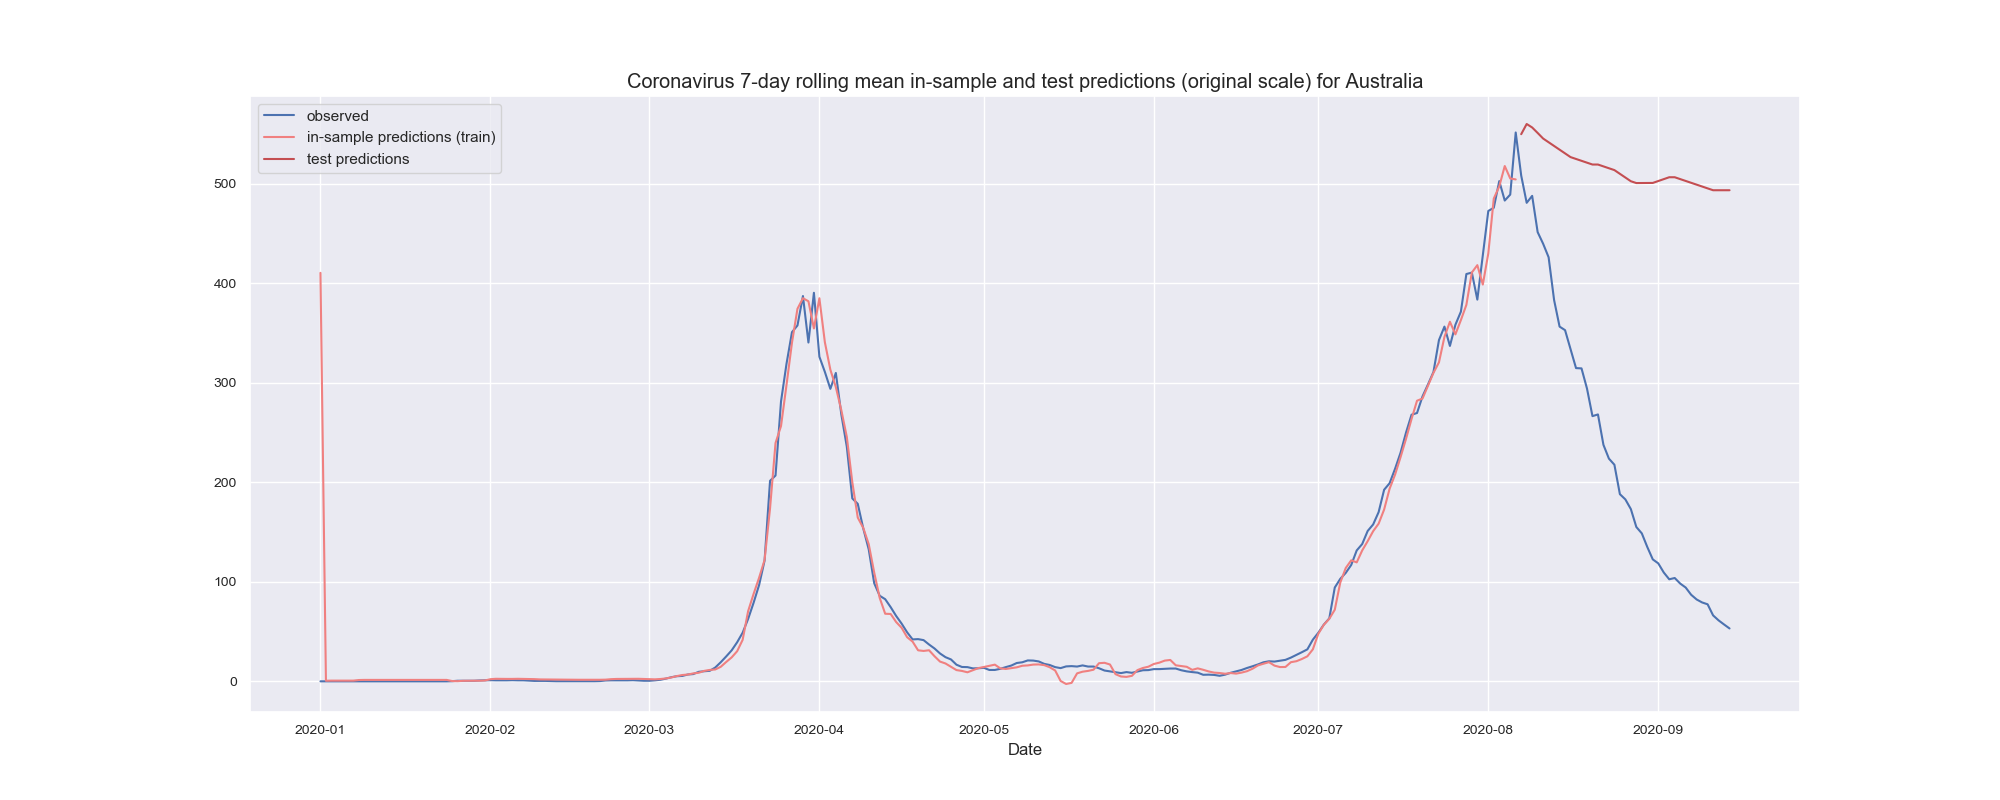 Coronavirus 7-day rolling mean in-sample and test predictions (original scale) for Australia
observed
in-sample predictions (train)
test predictions
500
400
300
200
100
0
2020-01 2020-02 2020-03 2020-04 2020-05 2020-06 2020-07 2020-08 2020-09
Date